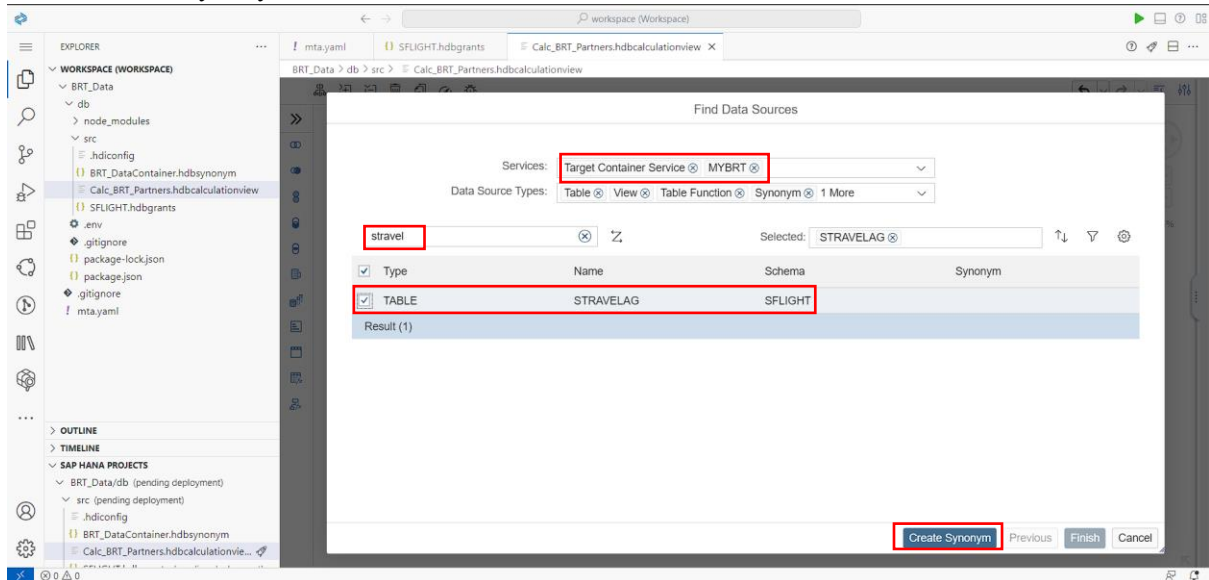 workspace (Workspace)
EXPLORER
WORKSPACE (WORKSPACE)
BRT_Data
db
node_modules
src
.hdiconfig
BRT_DataContainer.hdbsynonym
Calc_BRT_Partners.hdbcalculationview
SFLIGHT.hdbgrants
.env
.gitignore
package-lock.json
package.json
.gitignore
mta.yaml
OUTLINE
TIMELINE
SAP HANA PROJECTS
BRT_Data/db (pending deployment)
src (pending deployment)
.hdiconfig
BRT_DataContainer.hdbsynonym
Calc_BRT_Partners.hdbcalculationvie...
mta.yaml SFLIGHT.hdbgrants Calc_BRT_Partners.hdbcalculationview
BRT_Data > db > src > Calc_BRT_Partners.hdbcalculationview
Find Data Sources
Services: Target Container Service MYBRT
Data Source Types: Table View Table Function Synonym 1 More
stravel Selected: STRAVELAG
Type Name Schema Synonym
TABLE STRAVELAG SFLIGHT
Result (1)
Create Synonym Previous Finish Cancel
0 0